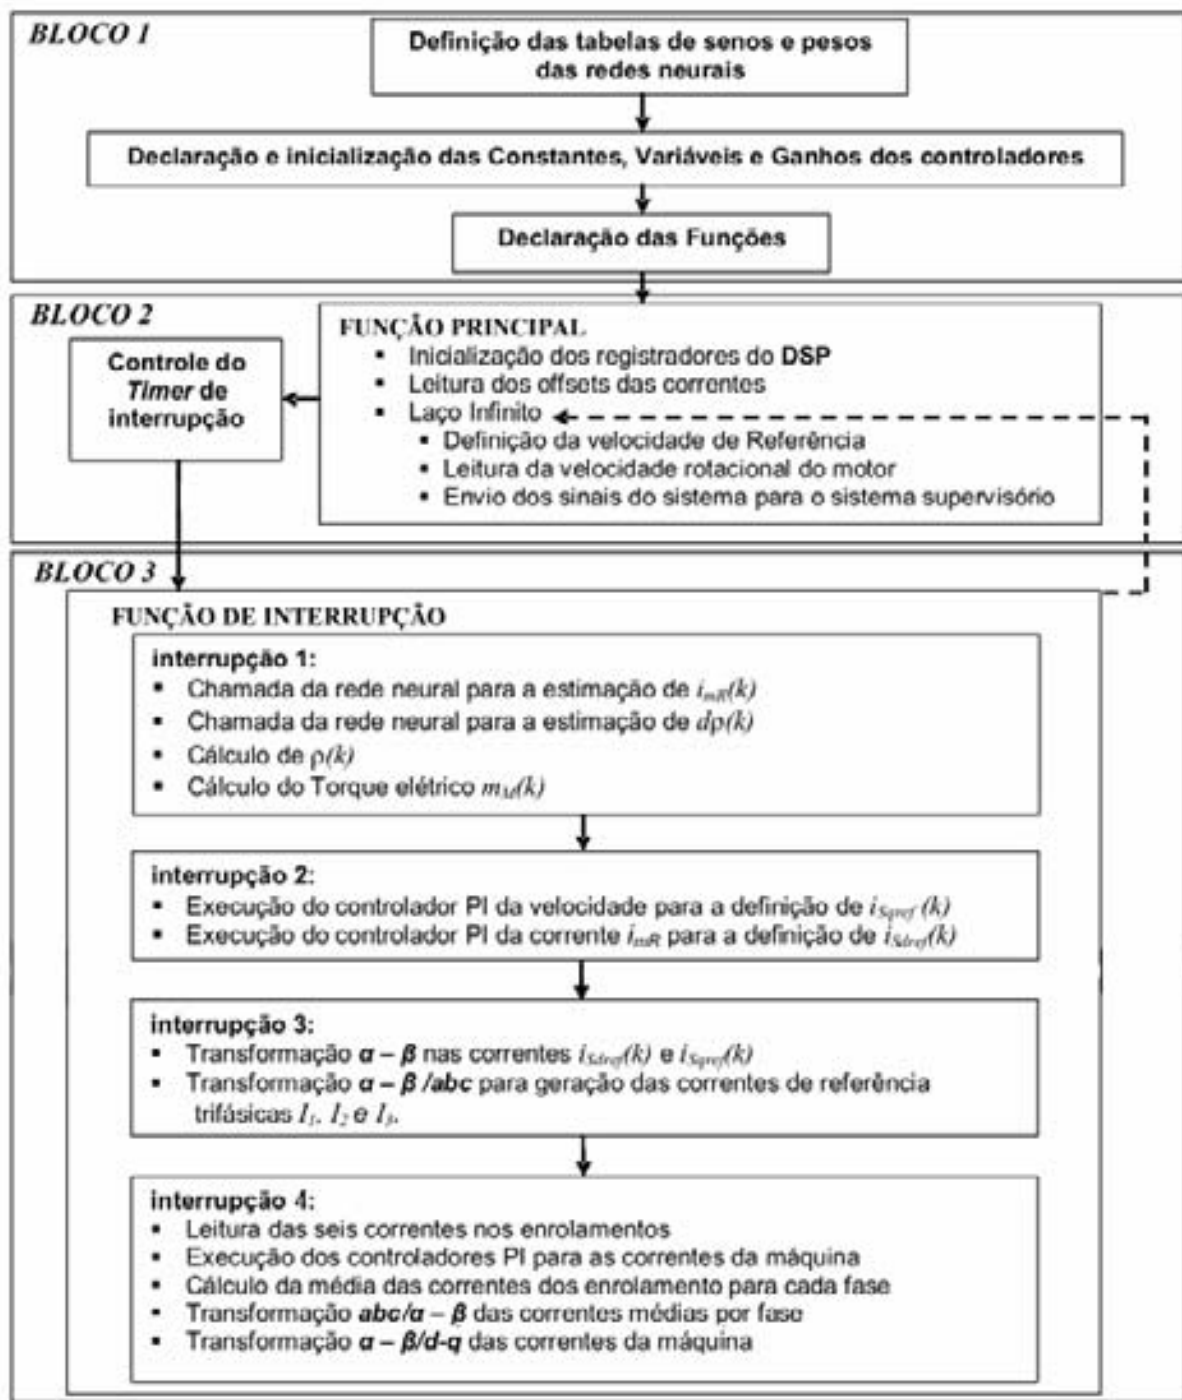 BLOCO 1
Definição das tabelas de senos e pesos
das redes neurais
Declaração e inicialização das Constantes, Variáveis e Ganhos dos controladores
Declaração das Funções
BLOCO 2
FUNÇÃO PRINCIPAL
▪ Inicialização dos registradores do DSP
▪ Leitura dos offsets das correntes
▪ Laço Infinito
▪ Definição da velocidade de Referência
▪ Leitura da velocidade rotacional do motor
▪ Envio dos sinais do sistema para o sistema supervisório
Controle do
Timer de
interrupção
BLOCO 3
FUNÇÃO DE INTERRUPÇÃO
interrupção 1:
▪ Chamada da rede neural para a estimação de i_mR(k)
▪ Chamada da rede neural para a estimação de dρ(k)
▪ Cálculo de ρ(k)
▪ Cálculo do Torque elétrico m_M(k)
interrupção 2:
▪ Execução do controlador PI da velocidade para a definição de i_Sqref (k)
▪ Execução do controlador PI da corrente i_mR para a definição de i_Sdref(k)
interrupção 3:
▪ Transformação α – β nas correntes i_Sdref(k) e i_Sqref(k)
▪ Transformação α – β /abc para geração das correntes de referência
trifásicas I₁, I₂ e I₃.
interrupção 4:
▪ Leitura das seis correntes nos enrolamentos
▪ Execução dos controladores PI para as correntes da máquina
▪ Cálculo da média das correntes dos enrolamento para cada fase
▪ Transformação abc/α – β das correntes médias por fase
▪ Transformação α – β/d-q das correntes da máquina